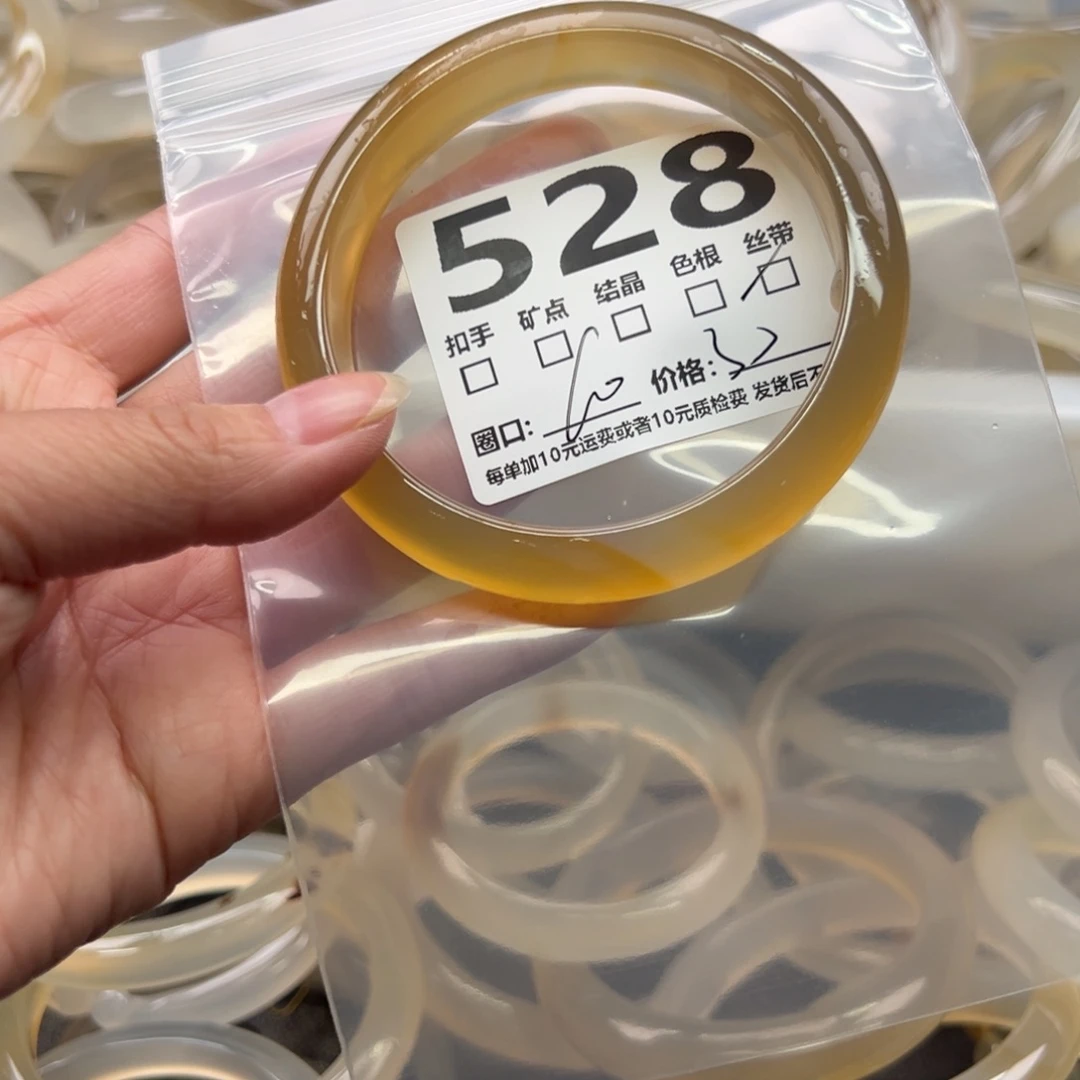 528
扣手 矿点 结晶 色根 丝带
圈口: 价格: 32
每单加10元运费或者10元质检费 发货后不